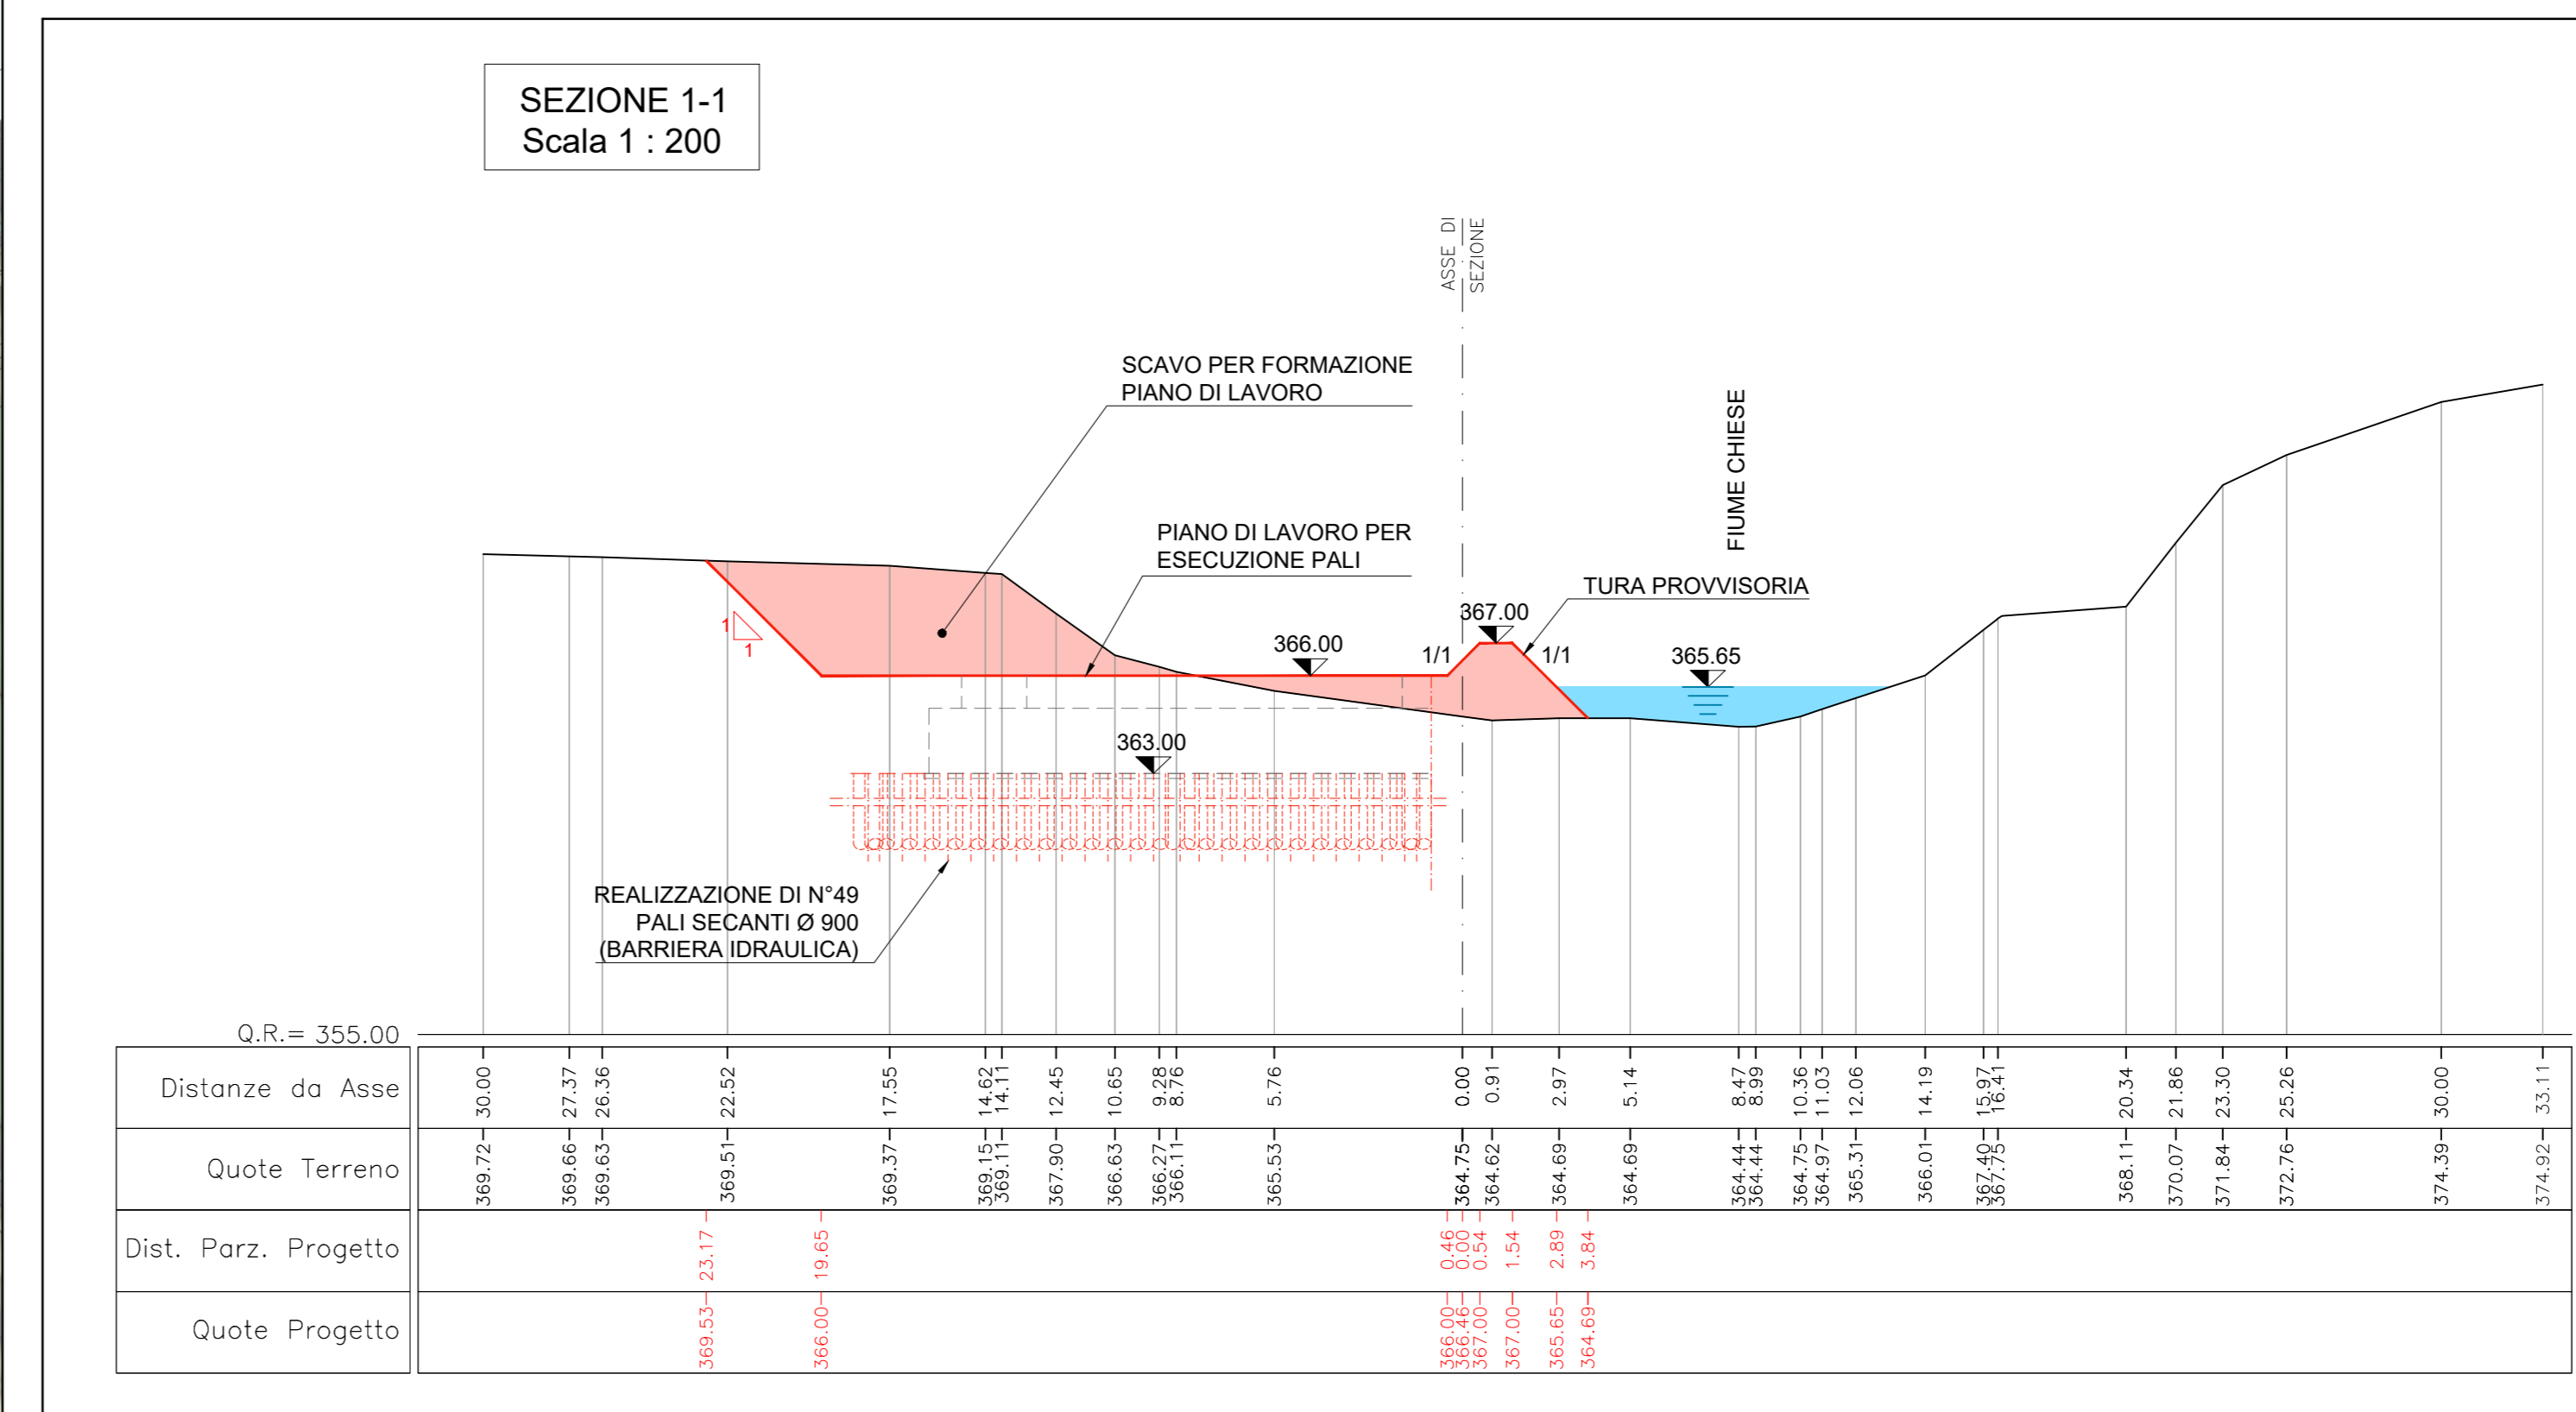 SEZIONE 1-1
Scala 1 : 200
ASSE DI
SEZIONE
SCAVO PER FORMAZIONE
PIANO DI LAVORO
FIUME CHIESE
PIANO DI LAVORO PER
ESECUZIONE PALI
TURA PROVVISORIA
367.00
1
1
366.00
1/1
1/1
365.65
363.00
REALIZZAZIONE DI N°49
PALI SECANTI Ø 900
(BARRIERA IDRAULICA)
Q.R.= 355.00
Distanze da Asse 30.00 27.37 26.36 22.52 17.55 14.62 14.11 12.45 10.65 9.28 8.76 5.76 0.00 0.91 2.97 5.14 8.47 8.99 10.36 11.03 12.06 14.19 15.97 16.41 20.34 21.86 23.30 25.26 30.00 33.11
Quote Terreno 369.72 369.66 369.63 369.51 369.37 369.15 369.11 367.90 366.63 366.27 366.11 365.53 364.75 364.62 364.69 364.69 364.44 364.44 364.75 364.97 365.31 366.01 367.40 367.75 368.11 370.07 371.84 372.76 374.39 374.92
Dist. Parz. Progetto 23.17 19.65 0.46 0.00 0.54 1.54 2.89 3.84
Quote Progetto 369.53 366.00 366.00 366.46 367.00 367.00 365.65 364.69